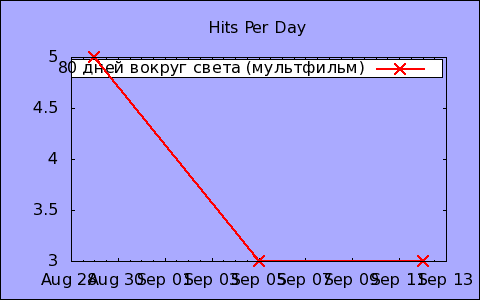 Hits Per Day
5
80 дней вокруг света (мультфильм)
4.5
4
3.5
3
Aug 28 Aug 30 Sep 01 Sep 03 Sep 05 Sep 07 Sep 09 Sep 11 Sep 13